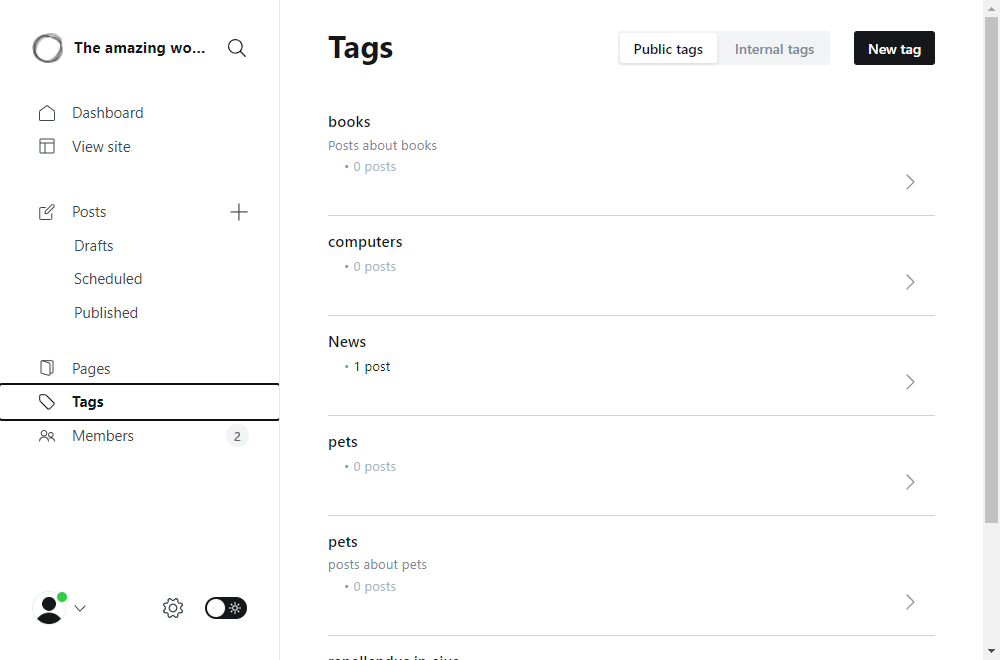 The amazing wo...
Dashboard
View site
Posts
Drafts
Scheduled
Published
Pages
Tags
Members 2
Tags
Public tags Internal tags New tag
books
Posts about books
• 0 posts
computers
• 0 posts
News
• 1 post
pets
• 0 posts
pets
posts about pets
• 0 posts